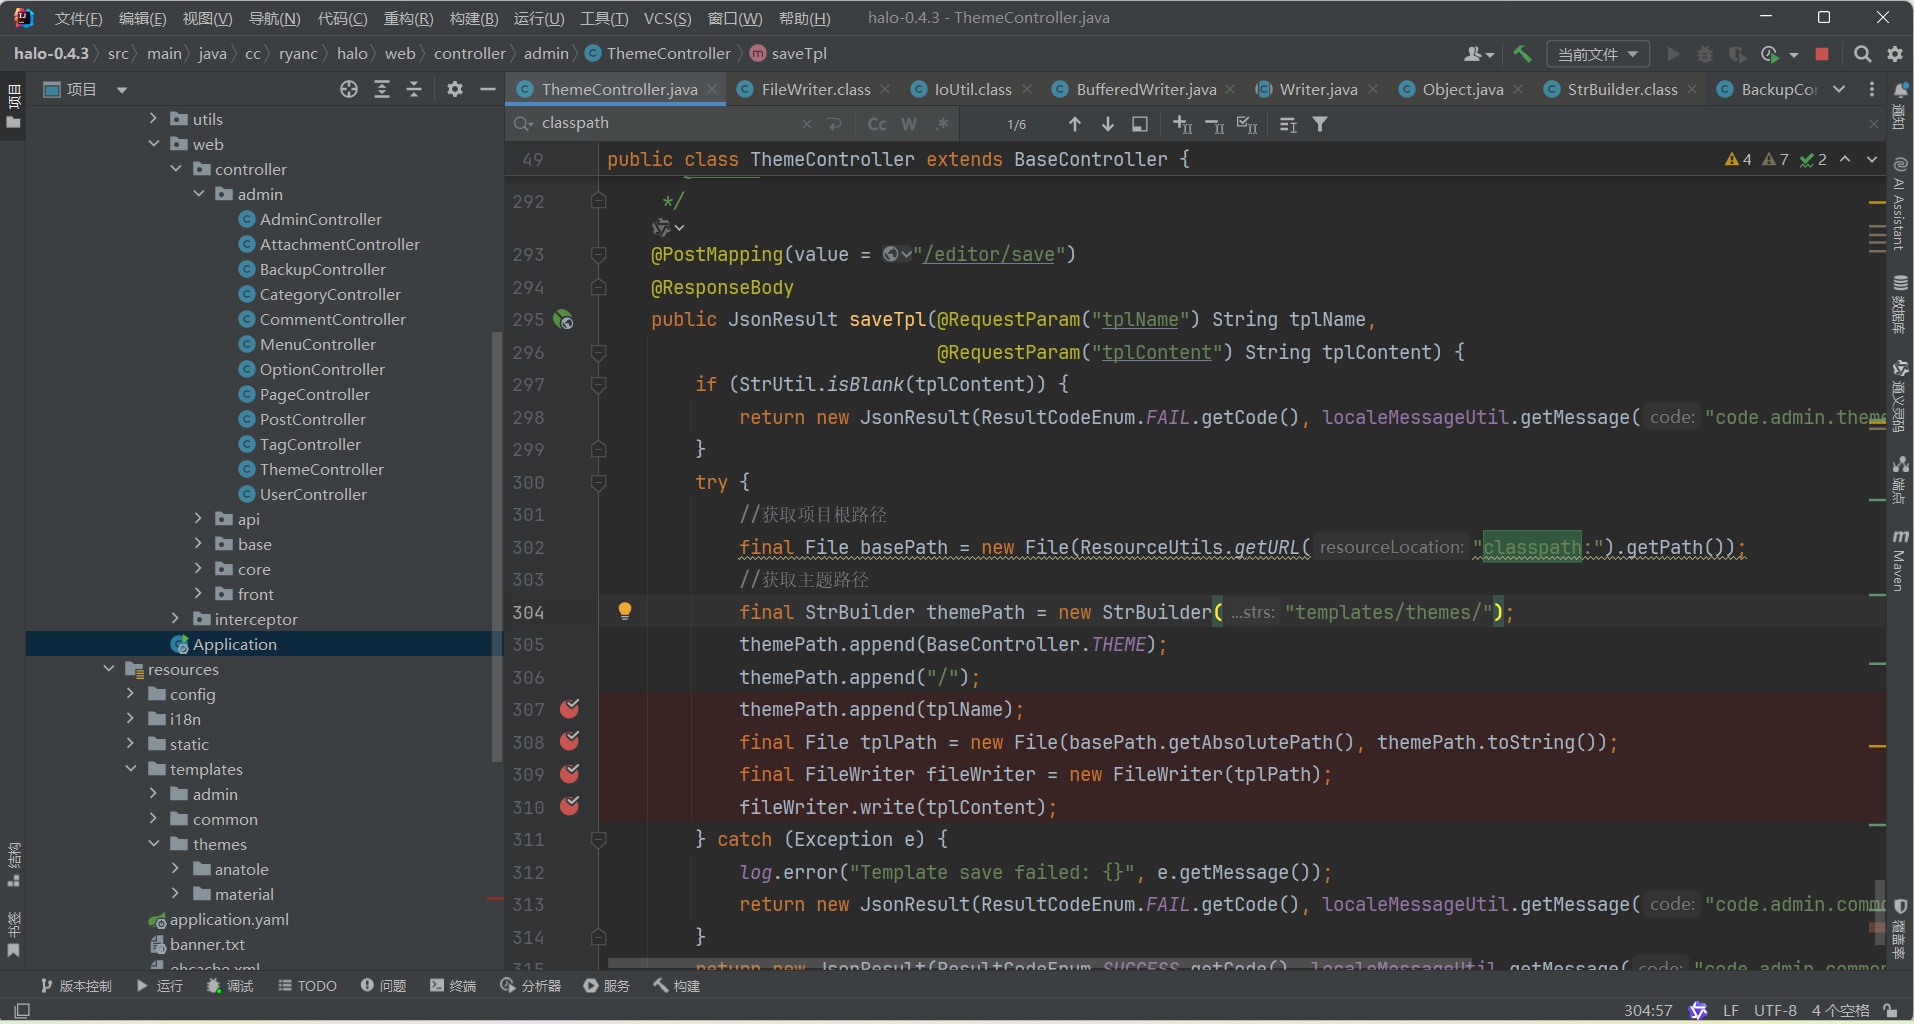 文件(F) 编辑(E) 视图(V) 导航(N) 代码(C) 重构(R) 构建(B) 运行(U) 工具(T) VCS(S) 窗口(W) 帮助(H) halo-0.4.3 - ThemeController.java
halo-0.4.3 src main java cc ryanc halo web controller admin ThemeController saveTpl 当前文件
项目
ThemeController.java FileWriter.class IoUtil.class BufferedWriter.java Writer.java Object.java StrBuilder.class BackupCor
classpath Cc W .* 1/6
项目
utils
web
controller
admin
AdminController
AttachmentController
BackupController
CategoryController
CommentController
MenuController
OptionController
PageController
PostController
TagController
ThemeController
UserController
api
base
core
front
interceptor
Application
resources
config
i18n
static
templates
admin
common
themes
anatole
material
application.yaml
banner.txt
ehcache.xml
结构
书签
49 public class ThemeController extends BaseController { 4 7 2
292 */
293 @PostMapping(value = "/editor/save")
294 @ResponseBody
295 public JsonResult saveTpl(@RequestParam("tplName") String tplName,
296 @RequestParam("tplContent") String tplContent) {
297 if (StrUtil.isBlank(tplContent)) {
298 return new JsonResult(ResultCodeEnum.FAIL.getCode(), localeMessageUtil.getMessage( code: "code.admin.them
299 }
300 try {
301 //获取项目根路径
302 final File basePath = new File(ResourceUtils.getURL( resourceLocation: "classpath:").getPath());
303 //获取主题路径
304 final StrBuilder themePath = new StrBuilder( ...strs: "templates/themes/");
305 themePath.append(BaseController.THEME);
306 themePath.append("/");
307 themePath.append(tplName);
308 final File tplPath = new File(basePath.getAbsolutePath(), themePath.toString());
309 final FileWriter fileWriter = new FileWriter(tplPath);
310 fileWriter.write(tplContent);
311 } catch (Exception e) {
312 log.error("Template save failed: {}", e.getMessage());
313 return new JsonResult(ResultCodeEnum.FAIL.getCode(), localeMessageUtil.getMessage( code: "code.admin.commo
314 }
315 return new JsonResult(ResultCodeEnum.SUCCESS.getCode(), localeMessageUtil.getMessage( code: "code.admin.common
通知
AI Assistant
数据库
通义灵码
端点
m Maven
覆盖率
版本控制 运行 调试 TODO 问题 终端 分析器 服务 构建
304:57 LF UTF-8 4 个空格